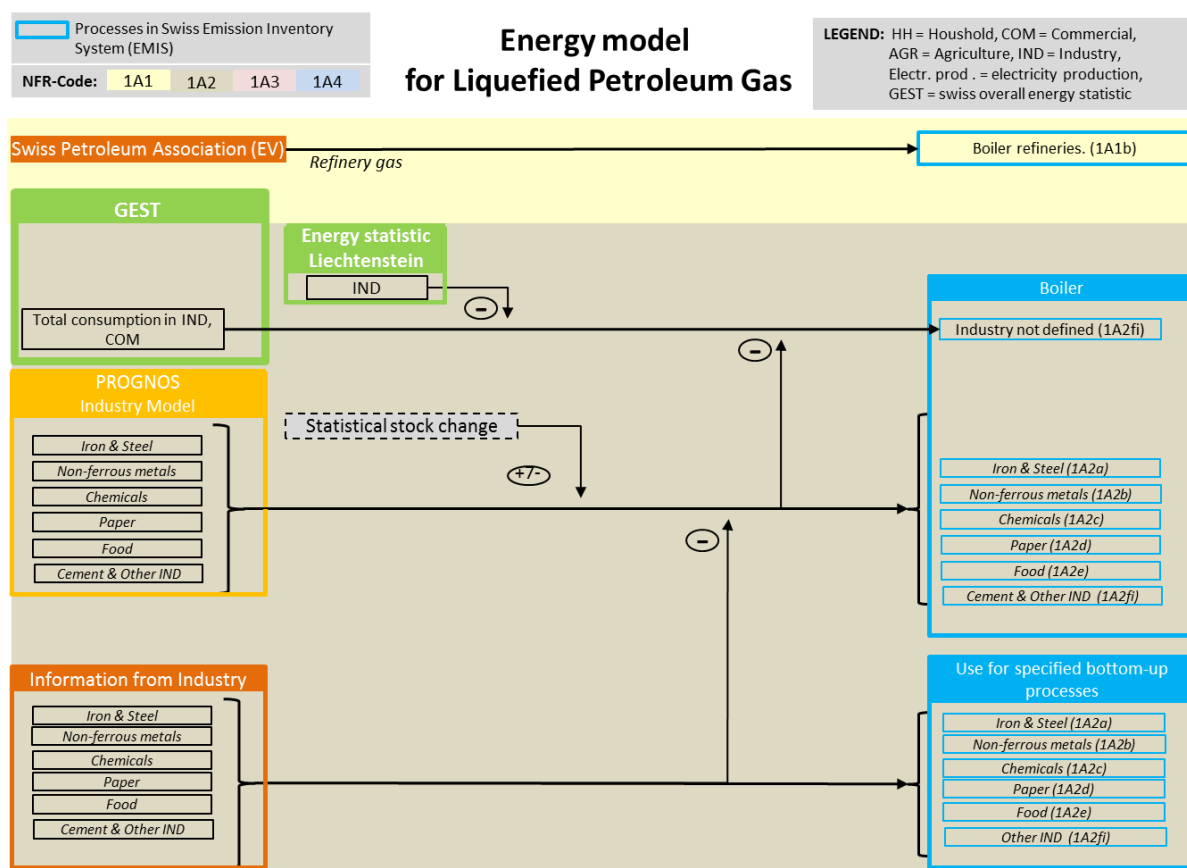 Processes in Swiss Emission Inventory
System (EMIS)
NFR-Code: 1A1 1A2 1A3 1A4
Energy model
for Liquefied Petroleum Gas
LEGEND: HH = Houshold, COM = Commercial,
AGR = Agriculture, IND = Industry,
Electr. prod . = electricity production,
GEST = swiss overall energy statistic
Swiss Petroleum Association (EV)
Refinery gas
Boiler refineries. (1A1b)
GEST
Energy statistic
Liechtenstein
IND
-
Total consumption in IND,
COM
Boiler
Industry not defined (1A2fi)
-
PROGNOS
Industry Model
Iron & Steel
Non-ferrous metals
Chemicals
Paper
Food
Cement & Other IND
Statistical stock change
+7-
-
Iron & Steel (1A2a)
Non-ferrous metals (1A2b)
Chemicals (1A2c)
Paper (1A2d)
Food (1A2e)
Cement & Other IND (1A2fi)
Information from Industry
Iron & Steel
Non-ferrous metals
Chemicals
Paper
Food
Cement & Other IND
Use for specified bottom-up
processes
Iron & Steel (1A2a)
Non-ferrous metals (1A2b)
Chemicals (1A2c)
Paper (1A2d)
Food (1A2e)
Other IND (1A2fi)